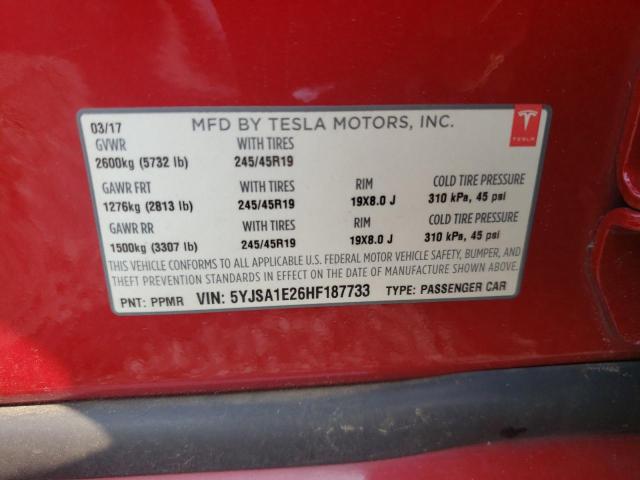 03/17 MFD BY TESLA MOTORS, INC. TESLA
GVWR WITH TIRES
2600kg (5732 lb) 245/45R19
GAWR FRT WITH TIRES RIM COLD TIRE PRESSURE
1276kg (2813 lb) 245/45R19 19X8.0 J 310 kPa, 45 psi
GAWR RR WITH TIRES RIM COLD TIRE PRESSURE
1500kg (3307 lb) 245/45R19 19X8.0 J 310 kPa, 45 psi
THIS VEHICLE CONFORMS TO ALL APPLICABLE U.S. FEDERAL MOTOR VEHICLE SAFETY, BUMPER, AND
THEFT PREVENTION STANDARDS IN EFFECT ON THE DATE OF MANUFACTURE SHOWN ABOVE.
PNT: PPMR VIN: 5YJSA1E26HF187733 TYPE: PASSENGER CAR